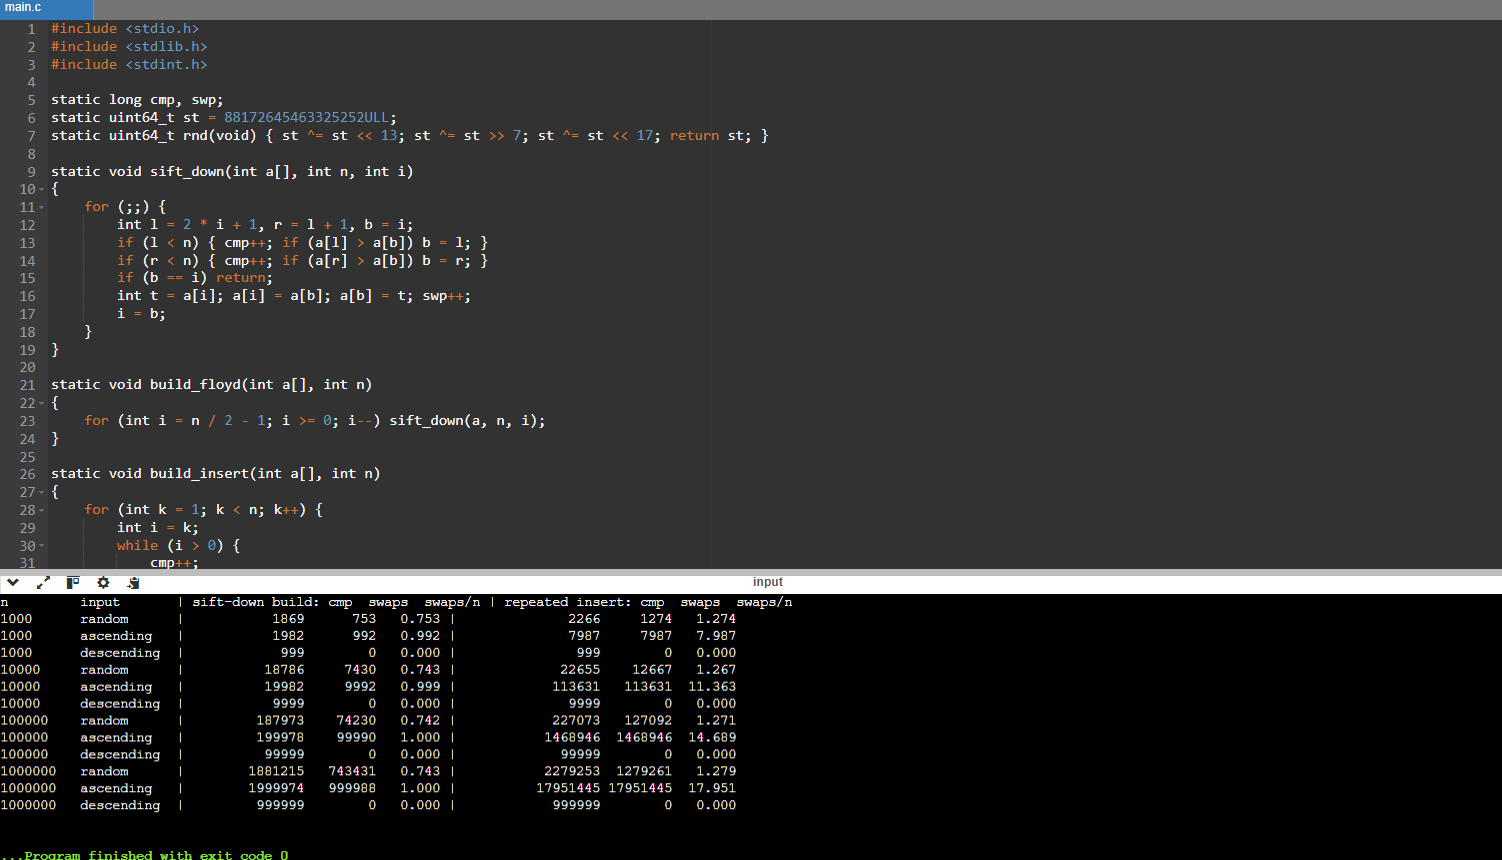 main.c
1 #include <stdio.h>
2 #include <stdlib.h>
3 #include <stdint.h>
4
5 static long cmp, swp;
6 static uint64_t st = 88172645463325252ULL;
7 static uint64_t rnd(void) { st ^= st << 13; st ^= st >> 7; st ^= st << 17; return st; }
8
9 static void sift_down(int a[], int n, int i)
10 {
11     for (;;) {
12         int l = 2 * i + 1, r = l + 1, b = i;
13         if (l < n) { cmp++; if (a[l] > a[b]) b = l; }
14         if (r < n) { cmp++; if (a[r] > a[b]) b = r; }
15         if (b == i) return;
16         int t = a[i]; a[i] = a[b]; a[b] = t; swp++;
17         i = b;
18     }
19 }
20
21 static void build_floyd(int a[], int n)
22 {
23     for (int i = n / 2 - 1; i >= 0; i--) sift_down(a, n, i);
24 }
25
26 static void build_insert(int a[], int n)
27 {
28     for (int k = 1; k < n; k++) {
29         int i = k;
30         while (i > 0) {
31             cmp++;
input
n         input       | sift-down build: cmp  swaps  swaps/n | repeated insert: cmp  swaps  swaps/n
1000      random      |           1869      753   0.753 |              2266     1274   1.274
1000      ascending   |           1982      992   0.992 |              7987     7987   7.987
1000      descending  |            999        0   0.000 |               999        0   0.000
10000     random      |          18786     7430   0.743 |             22655    12667   1.267
10000     ascending   |          19982     9992   0.999 |            113631   113631  11.363
10000     descending  |           9999        0   0.000 |              9999        0   0.000
100000    random      |         187973    74230   0.742 |            227073   127092   1.271
100000    ascending   |         199978    99990   1.000 |           1468946  1468946  14.689
100000    descending  |          99999        0   0.000 |             99999        0   0.000
1000000   random      |        1881215   743431   0.743 |           2279253  1279261   1.279
1000000   ascending   |        1999974   999988   1.000 |          17951445 17951445  17.951
1000000   descending  |         999999        0   0.000 |            999999        0   0.000
...Program finished with exit code 0